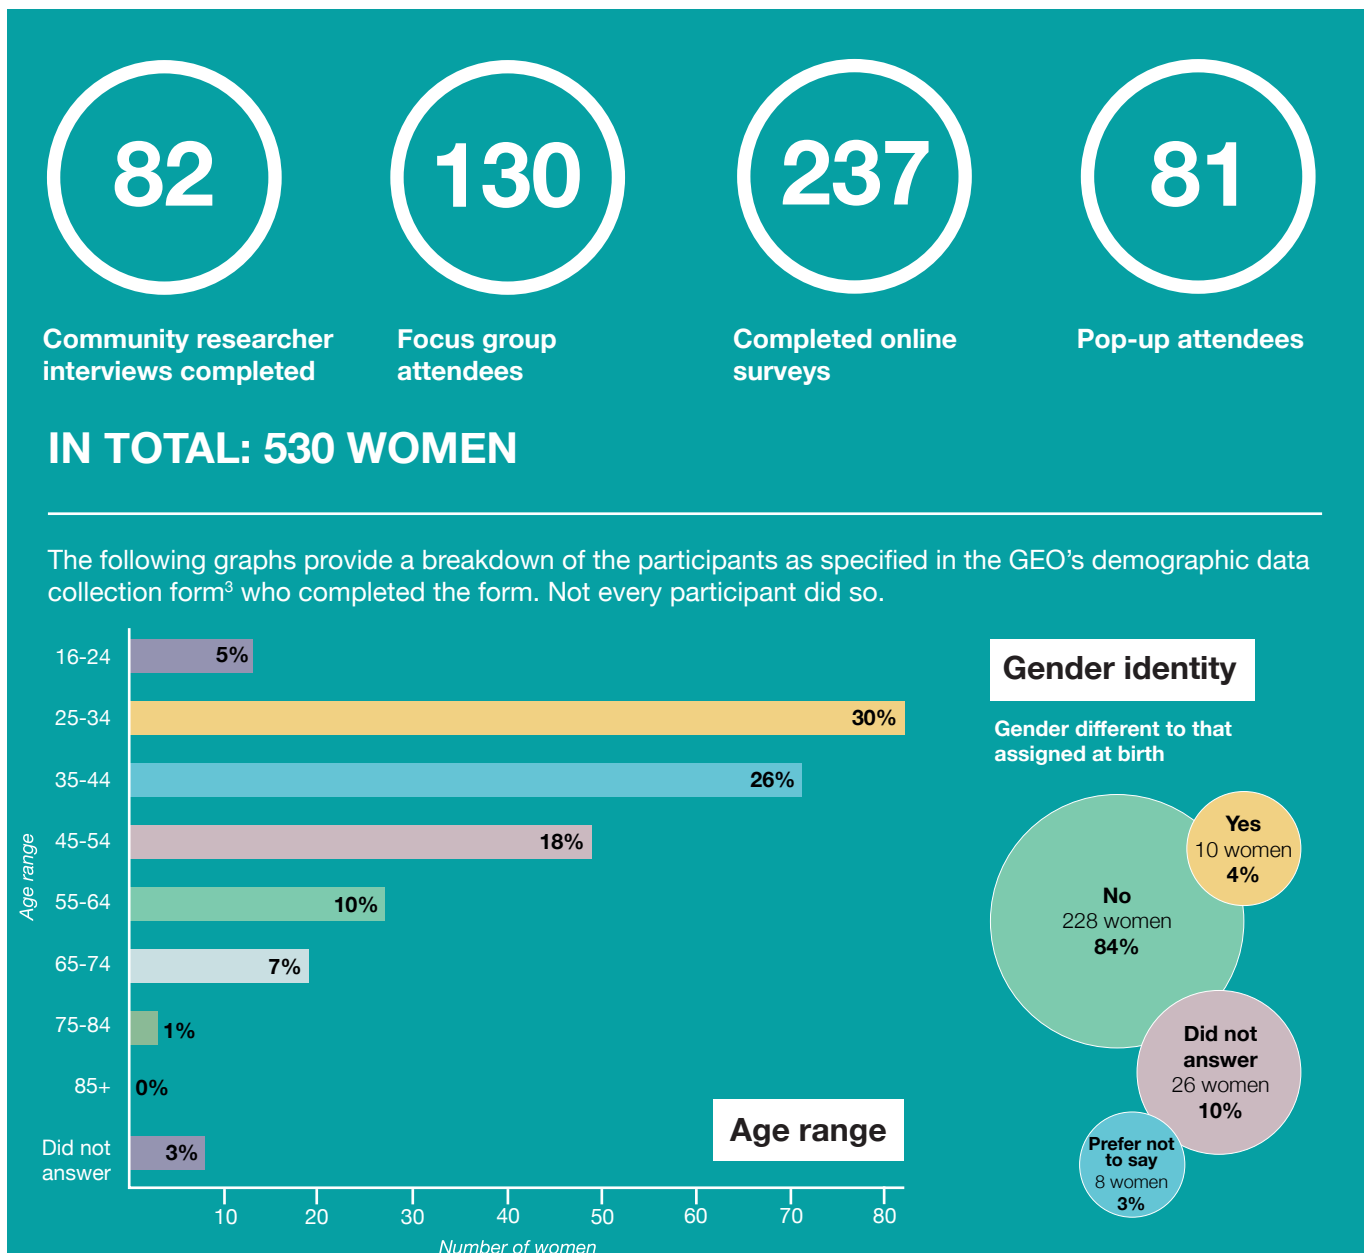 82
130
237
81
Community researcher
interviews completed
Focus group
attendees
Completed online
surveys
Pop-up attendees
IN TOTAL: 530 WOMEN
The following graphs provide a breakdown of the participants as specified in the GEO's demographic data
collection form³ who completed the form. Not every participant did so.
Age range
16-24
5%
25-34
30%
35-44
26%
45-54
18%
55-64
10%
65-74
7%
75-84
1%
85+
0%
Did not
answer
3%
Age range
10
20
30
40
50
60
70
80
Number of women
Gender identity
Gender different to that
assigned at birth
Yes
10 women
4%
No
228 women
84%
Did not
answer
26 women
10%
Prefer not
to say
8 women
3%